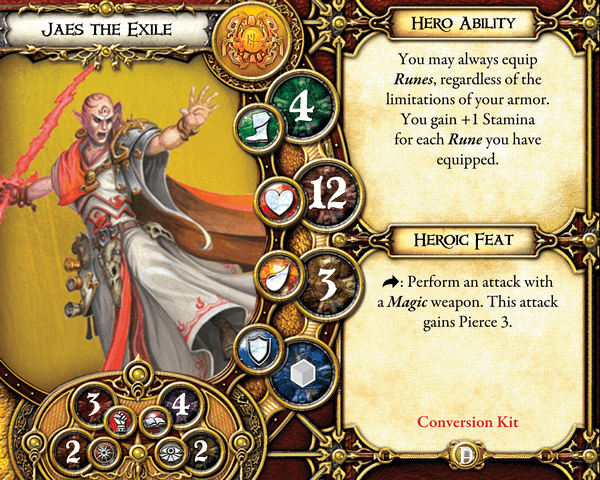 Jaes the Exile
4
12
3
3
4
2
2
Hero Ability
You may always equip
Runes, regardless of the
limitations of your armor.
You gain +1 Stamina
for each Rune you have
equipped.
Heroic Feat
: Perform an attack with
a Magic weapon. This attack
gains Pierce 3.
Conversion Kit
D